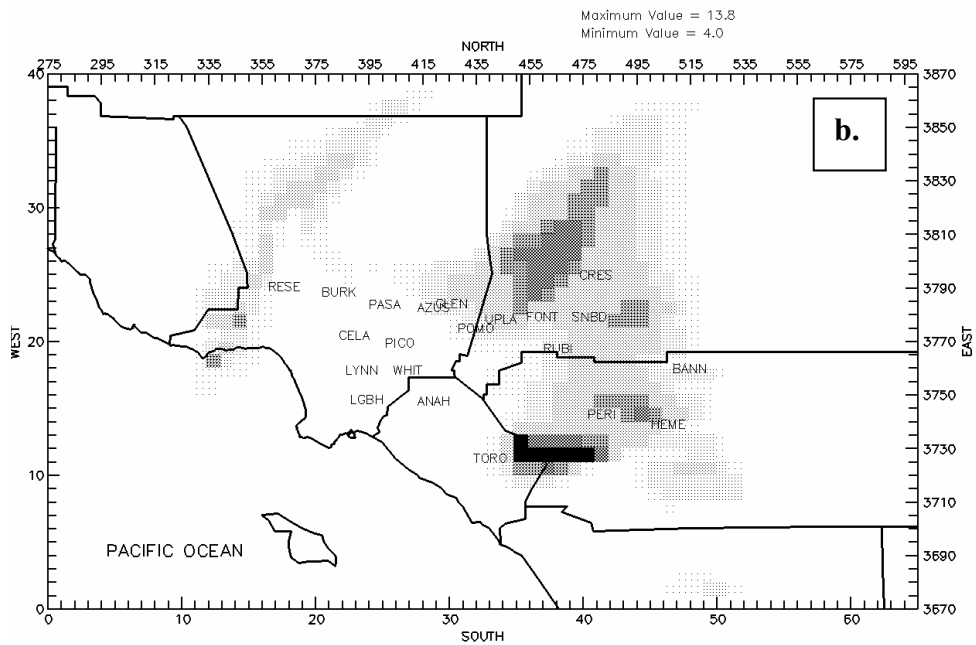 Maximum Value = 13.8
Minimum Value = 4.0
NORTH
275 295 315 335 355 375 395 415 435 455 475 495 515 535 555 575 595
40 3870
b.
3850
3830
30
3810
RESE BURK PASA AZUS GLEN CRES
3790
UPLA FONT SNBD
POMO
CELA PICO
WEST 20 3770 EAST
RUBI
LYNN WHIT BANN
3750
LGBH ANAH PERI HEME
TORO 3730
10
3710
PACIFIC OCEAN
3690
0 3670
0 10 20 30 40 50 60
SOUTH